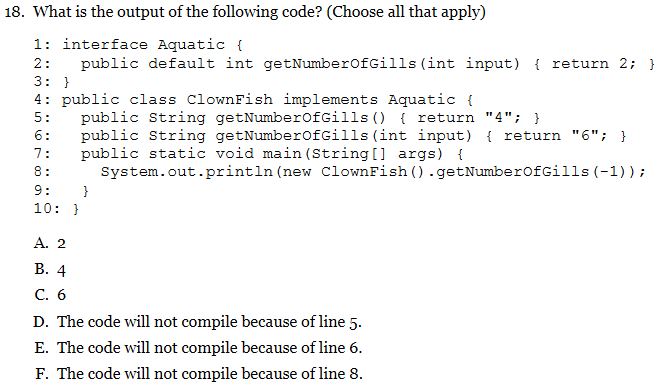 18. What is the output of the following code? (Choose all that apply)
1: interface Aquatic {
2:   public default int getNumberOfGills(int input) { return 2; }
3: }
4: public class ClownFish implements Aquatic {
5:   public String getNumberOfGills() { return "4"; }
6:   public String getNumberOfGills(int input) { return "6"; }
7:   public static void main(String[] args) {
8:     System.out.println(new ClownFish().getNumberOfGills(-1));
9:   }
10: }
A. 2
B. 4
C. 6
D. The code will not compile because of line 5.
E. The code will not compile because of line 6.
F. The code will not compile because of line 8.